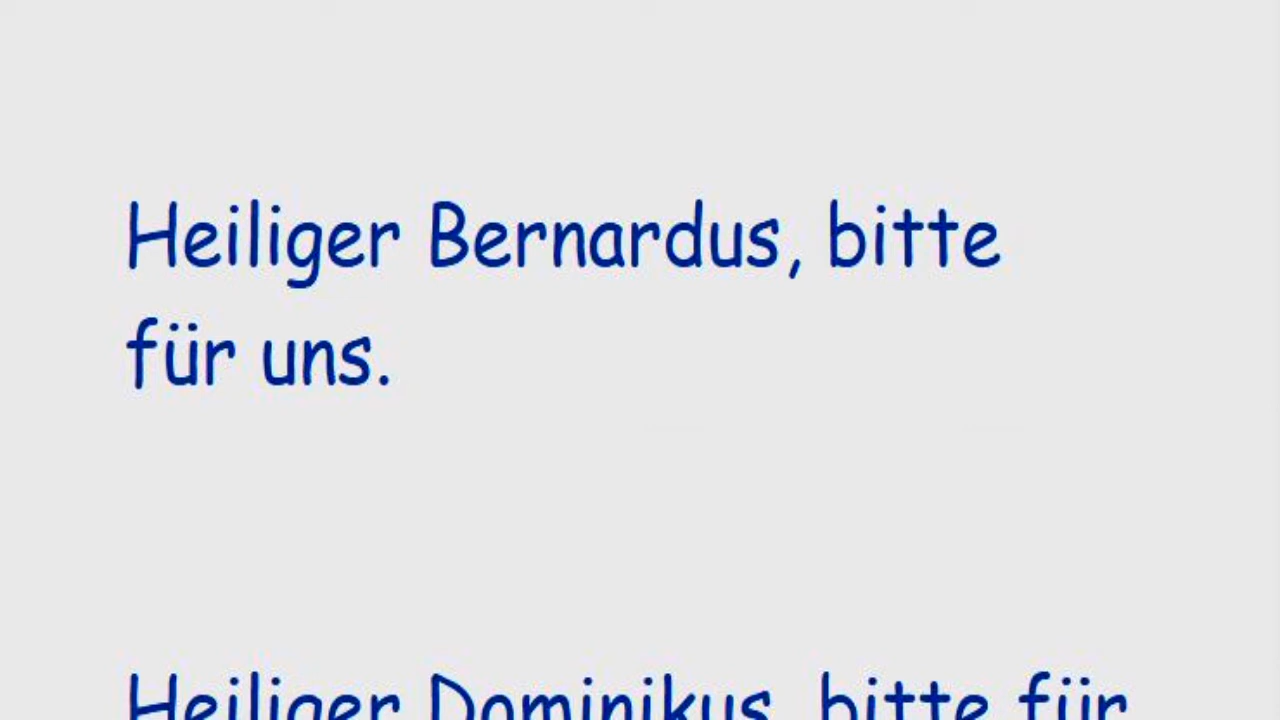 Heiliger Bernardus, bitte
für uns.
Heiliger Dominikus, bitte für